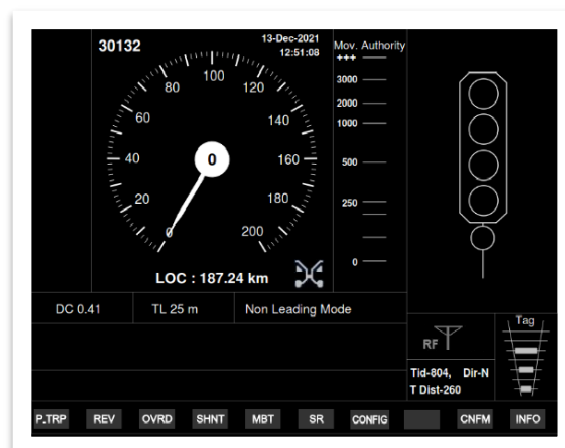 30132
13-Dec-2021
12:51:08
Mov. Authority
+++
3000
2000
1000
500
250
0
0
20
40
60
80
100
120
140
160
180
200
0
LOC : 187.24 km
DC 0.41 TL 25 m Non Leading Mode
RF
Tag
Tid-804, Dir-N
T Dist-260
P_TRP REV OVRD SHNT MBT SR CONFIG CNFM INFO